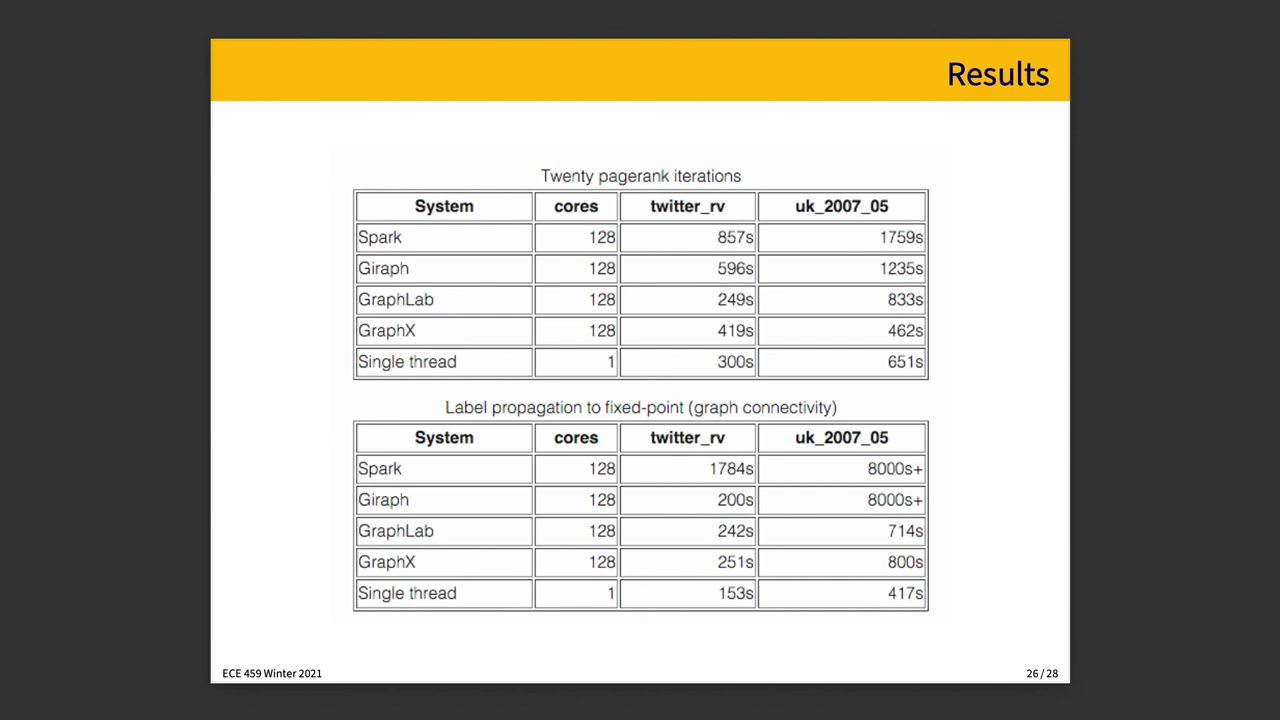 Results
Twenty pagerank iterations
System cores twitter_rv uk_2007_05
Spark 128 857s 1759s
Giraph 128 596s 1235s
GraphLab 128 249s 833s
GraphX 128 419s 462s
Single thread 1 300s 651s
Label propagation to fixed-point (graph connectivity)
System cores twitter_rv uk_2007_05
Spark 128 1784s 8000s+
Giraph 128 200s 8000s+
GraphLab 128 242s 714s
GraphX 128 251s 800s
Single thread 1 153s 417s
ECE 459 Winter 2021 26 / 28